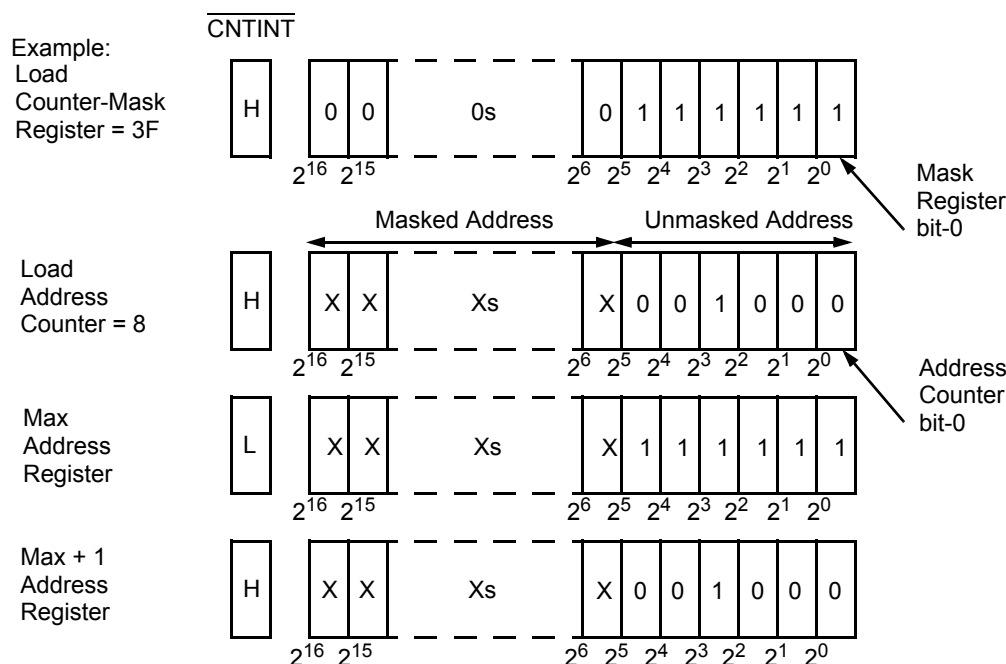 CNTINT
Example:
Load
Counter-Mask
Register = 3F
H
0 0 0s 0 1 1 1 1 1 1
2^16 2^15 2^6 2^5 2^4 2^3 2^2 2^1 2^0
Mask
Register
bit-0
Masked Address Unmasked Address
Load
Address
Counter = 8
H
X X Xs X 0 0 1 0 0 0
2^16 2^15 2^6 2^5 2^4 2^3 2^2 2^1 2^0
Address
Counter
bit-0
Max
Address
Register
L
X X Xs X 1 1 1 1 1 1
2^16 2^15 2^6 2^5 2^4 2^3 2^2 2^1 2^0
Max + 1
Address
Register
H
X X Xs X 0 0 1 0 0 0
2^16 2^15 2^6 2^5 2^4 2^3 2^2 2^1 2^0